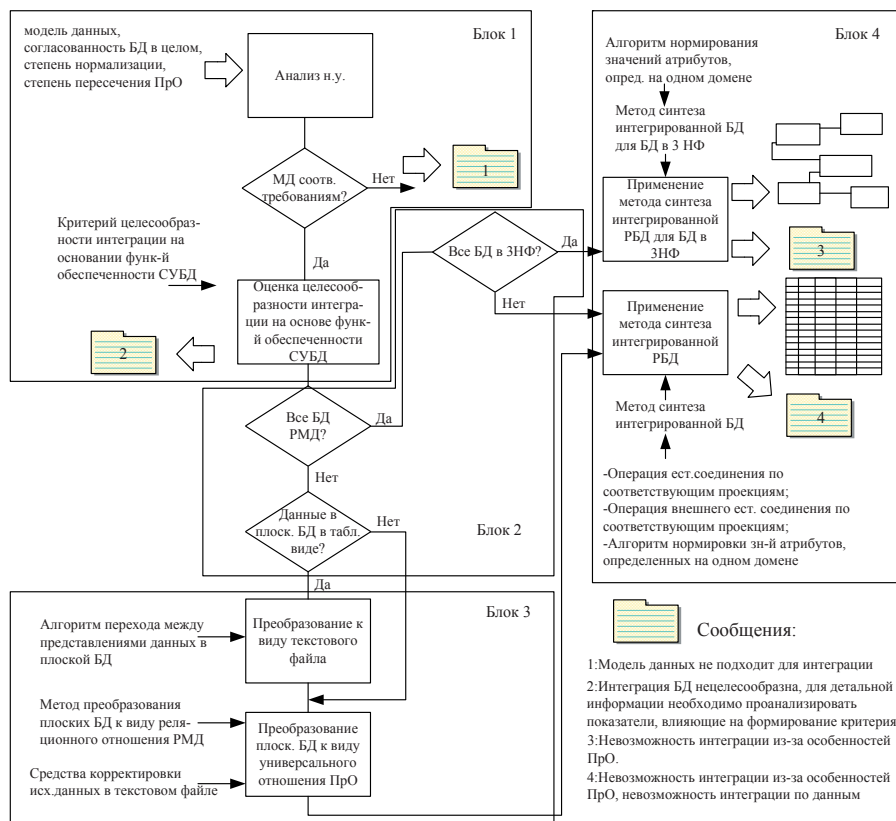 Блок 1
модель данных,
согласованность БД в целом,
степень нормализации,
степень пересечения ПрО
Анализ н.у.
МД соотв.
требованиям?
Нет
1
Да
Критерий целесообраз-
ности интеграции на
основании функ-й
обеспеченности СУБД
Оценка целесооб-
разности интегра-
ции на основе функ-
й обеспеченности
СУБД
2
Все БД
РМД?
Да
Нет
Все БД в 3НФ?
Да
Нет
Данные в
плоск. БД в табл.
виде?
Нет
Да
Блок 2
Блок 3
Алгоритм перехода между
представлениями данных в
плоской БД
Преобразование к
виду текстового
файла
Метод преобразования
плоских БД к виду реля-
ционного отношения РМД
Средства корректировки
исх.данных в текстовом файле
Преобразование
плоск. БД к виду
универсального
отношения ПрО
Блок 4
Алгоритм нормирования
значений атрибутов,
опред. на одном домене
Метод синтеза
интегрированной БД
для БД в 3 НФ
Применение
метода синтеза
интегрированной
РБД для БД в
3НФ
3
Применение
метода синтеза
интегрированной
РБД
4
Метод синтеза
интегрированной БД
-Операция ест.соединения по
соответствующим проекциям;
-Операция внешнего ест. соединения по
соответствующим проекциям;
-Алгоритм нормировки зн-й атрибутов,
определенных на одном домене
Сообщения:
1:Модель данных не подходит для интеграции
2:Интеграция БД нецелесообразна, для детальной
информации необходимо проанализировать
показатели, влияющие на формирование критерия
3:Невозможность интеграции из-за особенностей
ПрО.
4:Невозможность интеграции из-за особенностей
ПрО, невозможность интеграции по данным